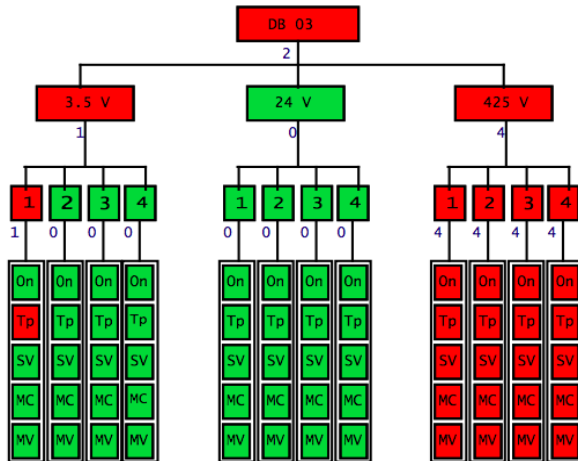 DB 03
2
3.5 V 24 V 425 V
1 0 4
1 2 3 4 1 2 3 4 1 2 3 4
1 0 0 0 0 0 0 0 4 4 4 4
On On On On On On On On On On On On
Tp Tp Tp Tp Tp Tp Tp Tp Tp Tp Tp Tp
SV SV SV SV SV SV SV SV SV SV SV SV
MC MC MC MC MC MC MC MC MC MC MC MC
MV MV MV MV MV MV MV MV MV MV MV MV